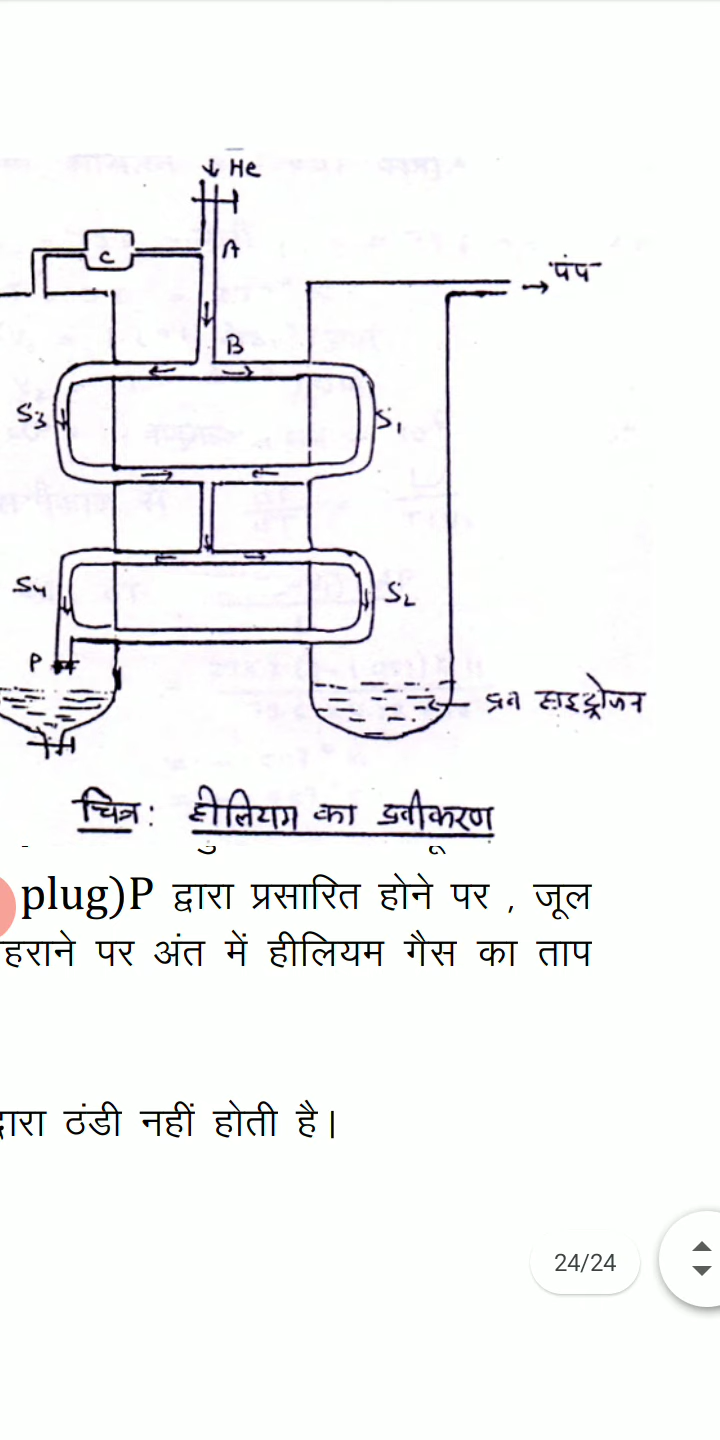 He
A
C
पंप
B
S3
S1
S4
S2
P
द्रव हाइड्रोजन
चित्र: हीलियम का द्रवीकरण
plug)P द्वारा प्रसारित होने पर , जूल
हराने पर अंत में हीलियम गैस का ताप
द्वारा ठंडी नहीं होती है।
24/24